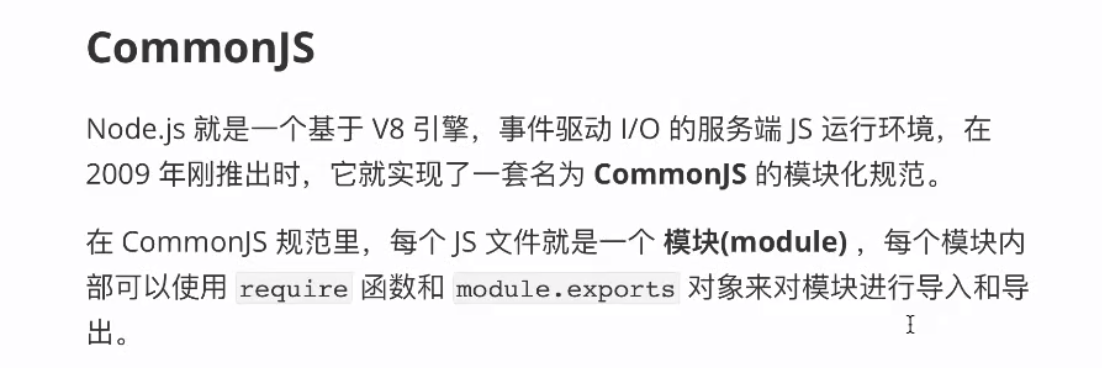 CommonJS
Node.js 就是一个基于 V8 引擎，事件驱动 I/O 的服务端 JS 运行环境，在
2009 年刚推出时，它就实现了一套名为 CommonJS 的模块化规范。
在 CommonJS 规范里，每个 JS 文件就是一个 模块(module) ，每个模块内
部可以使用 require 函数和 module.exports 对象来对模块进行导入和导
出。